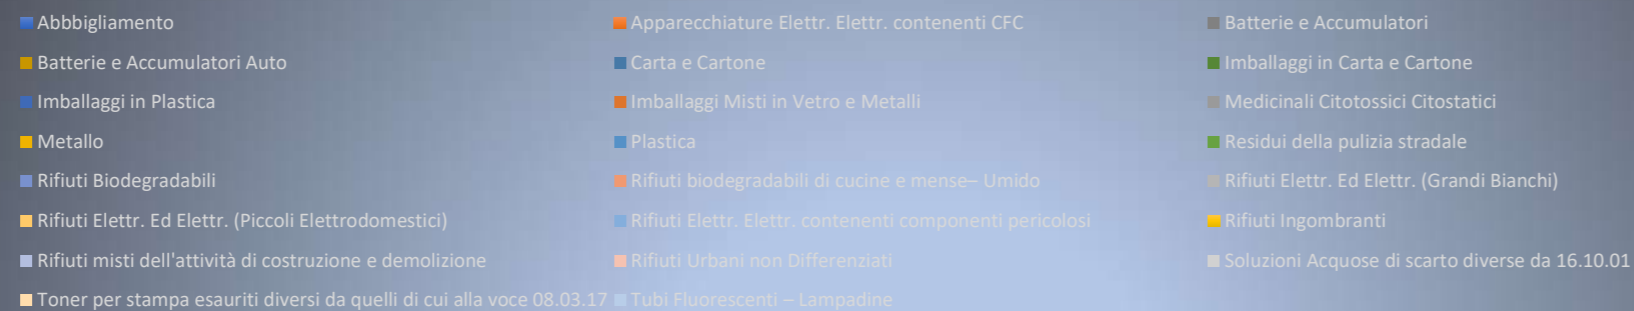 Abbbigliamento
Apparecchiature Elettr. Elettr. contenenti CFC
Batterie e Accumulatori
Batterie e Accumulatori Auto
Carta e Cartone
Imballaggi in Carta e Cartone
Imballaggi in Plastica
Imballaggi Misti in Vetro e Metalli
Medicinali Citotossici Citostatici
Metallo
Plastica
Residui della pulizia stradale
Rifiuti Biodegradabili
Rifiuti biodegradabili di cucine e mense– Umido
Rifiuti Elettr. Ed Elettr. (Grandi Bianchi)
Rifiuti Elettr. Ed Elettr. (Piccoli Elettrodomestici)
Rifiuti Elettr. Elettr. contenenti componenti pericolosi
Rifiuti Ingombranti
Rifiuti misti dell'attività di costruzione e demolizione
Rifiuti Urbani non Differenziati
Soluzioni Acquose di scarto diverse da 16.10.01
Toner per stampa esauriti diversi da quelli di cui alla voce 08.03.17
Tubi Fluorescenti – Lampadine